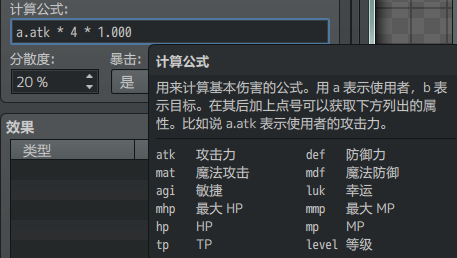 计算公式:
a.atk * 4 * 1.000
分散度: 暴击:
20 % 是
计算公式
用来计算基本伤害的公式。用 a 表示使用者，b 表
示目标。在其后加上点号可以获取下方列出的属
性。比如说 a.atk 表示使用者的攻击力。
效果
类型
atk 攻击力 def 防御力
mat 魔法攻击 mdf 魔法防御
agi 敏捷 luk 幸运
mhp 最大 HP mmp 最大 MP
hp HP mp MP
tp TP level 等级